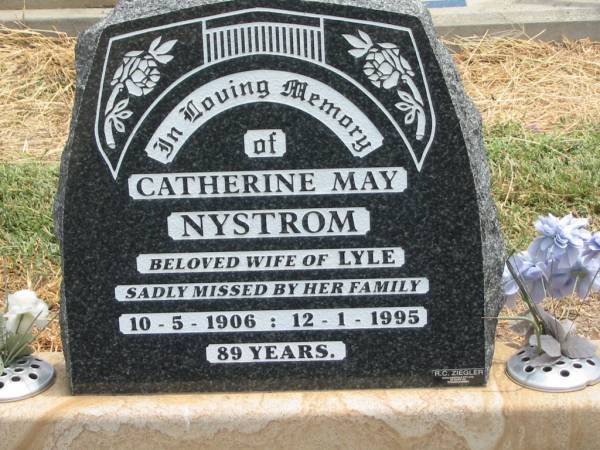 In Loving Memory
of
CATHERINE MAY
NYSTROM
BELOVED WIFE OF LYLE
SADLY MISSED BY HER FAMILY
10 - 5 - 1906 : 12 - 1 - 1995
89 YEARS.
R.C. ZIEGLER